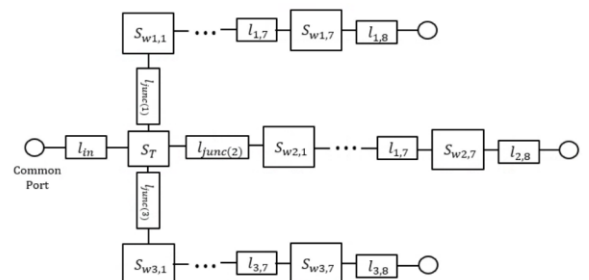 S_{w1,1} ••• l_{1,7} S_{w1,7} l_{1,8}
l_{junc(1)}
l_{in} S_T l_{junc(2)} S_{w2,1} ••• l_{1,7} S_{w2,7} l_{2,8}
Common
Port
l_{junc(3)}
S_{w3,1} ••• l_{3,7} S_{w3,7} l_{3,8}